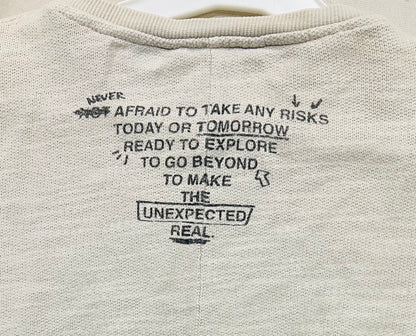 NEVER
NOT AFRAID TO TAKE ANY RISKS
TODAY OR TOMORROW
READY TO EXPLORE
TO GO BEYOND
TO MAKE
THE
UNEXPECTED
REAL.